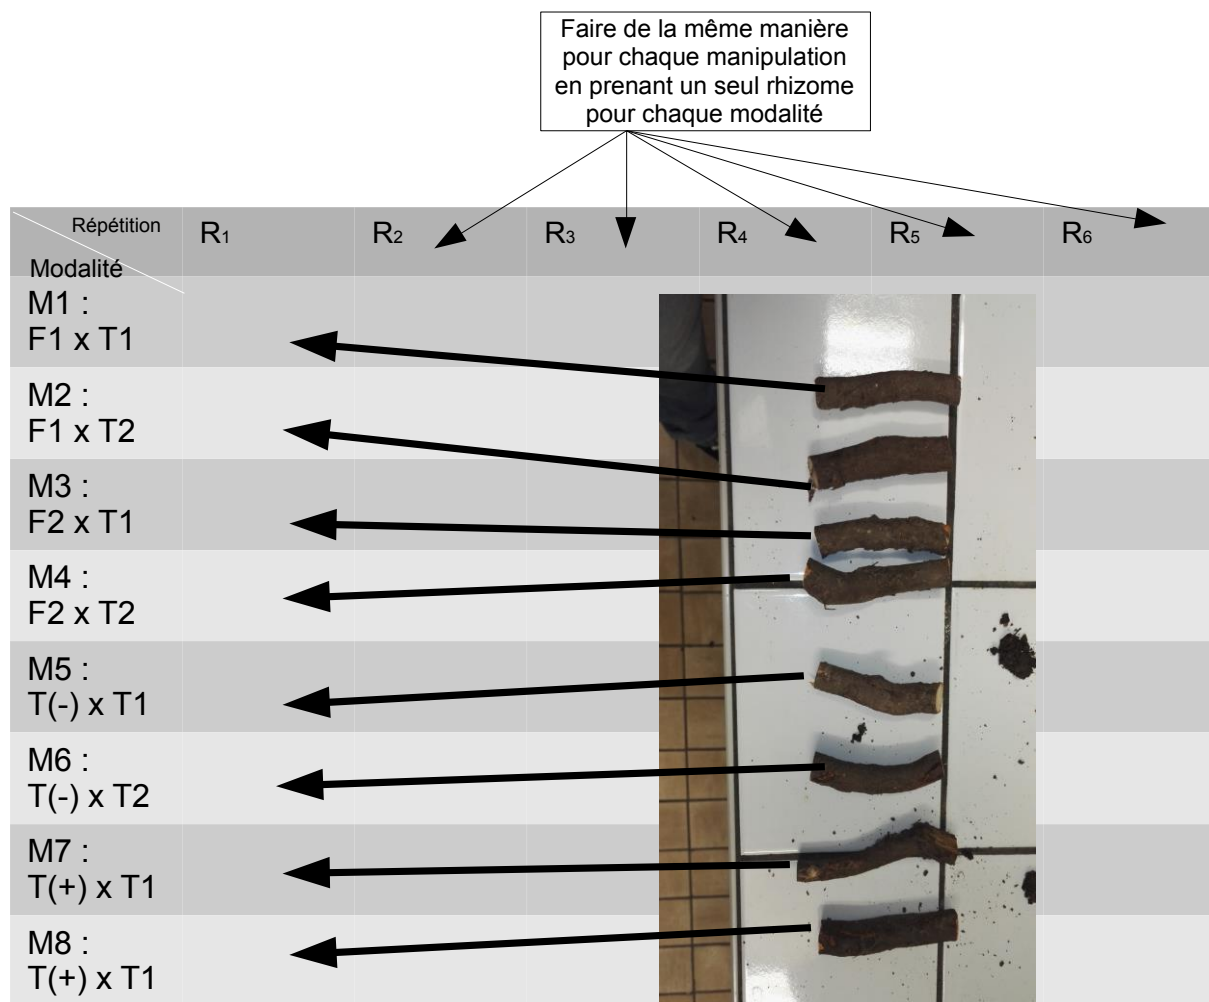 Faire de la même manière
pour chaque manipulation
en prenant un seul rhizome
pour chaque modalité
Répétition
Modalité
R1
R2
R3
R4
R5
R6
M1 :
F1 x T1
M2 :
F1 x T2
M3 :
F2 x T1
M4 :
F2 x T2
M5 :
T(-) x T1
M6 :
T(-) x T2
M7 :
T(+) x T1
M8 :
T(+) x T1